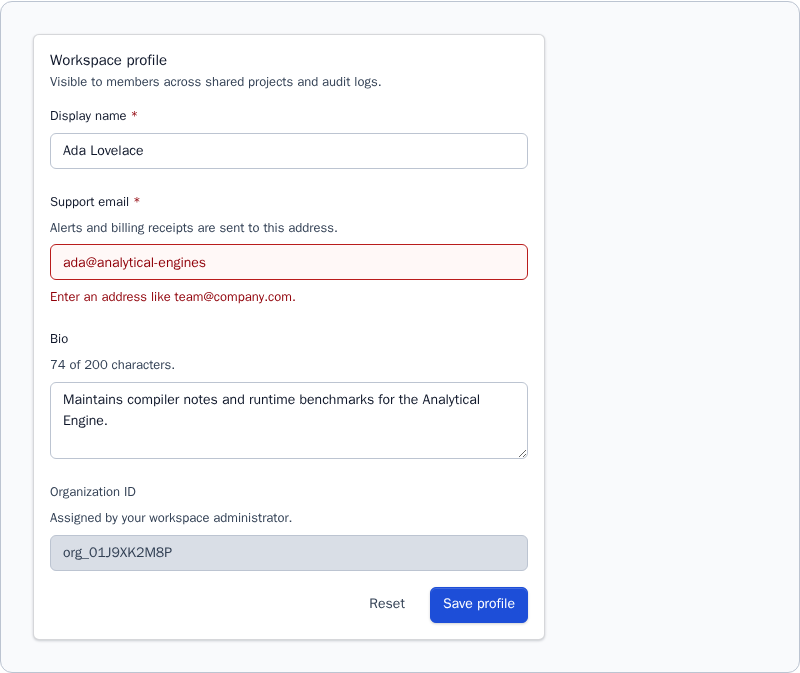 Workspace profile
Visible to members across shared projects and audit logs.
Display name *
Ada Lovelace
Support email *
Alerts and billing receipts are sent to this address.
ada@analytical-engines
Enter an address like team@company.com.
Bio
74 of 200 characters.
Maintains compiler notes and runtime benchmarks for the Analytical
Engine.
Organization ID
Assigned by your workspace administrator.
org_01J9XK2M8P
Reset
Save profile